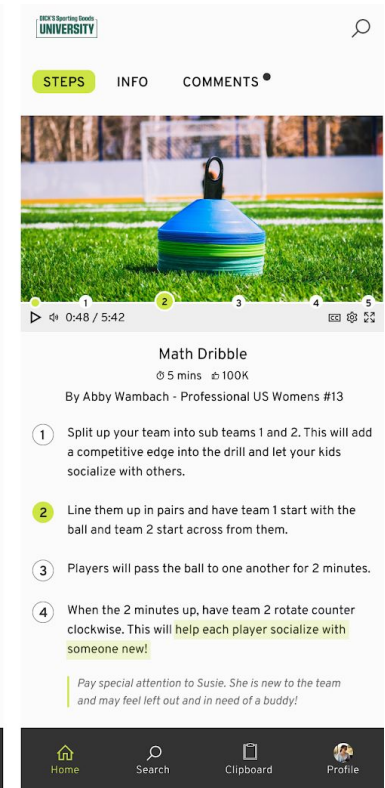 DICK'S Sporting Goods
UNIVERSITY
STEPS INFO COMMENTS
1 2 3 4 5
0:48 / 5:42 CC
Math Dribble
5 mins 100K
By Abby Wambach - Professional US Womens #13
1 Split up your team into sub teams 1 and 2. This will add
a competitive edge into the drill and let your kids
socialize with others.
2 Line them up in pairs and have team 1 start with the
ball and team 2 start across from them.
3 Players will pass the ball to one another for 2 minutes.
4 When the 2 minutes up, have team 2 rotate counter
clockwise. This will help each player socialize with
someone new!
Pay special attention to Susie. She is new to the team
and may feel left out and in need of a buddy!
Home Search Clipboard Profile